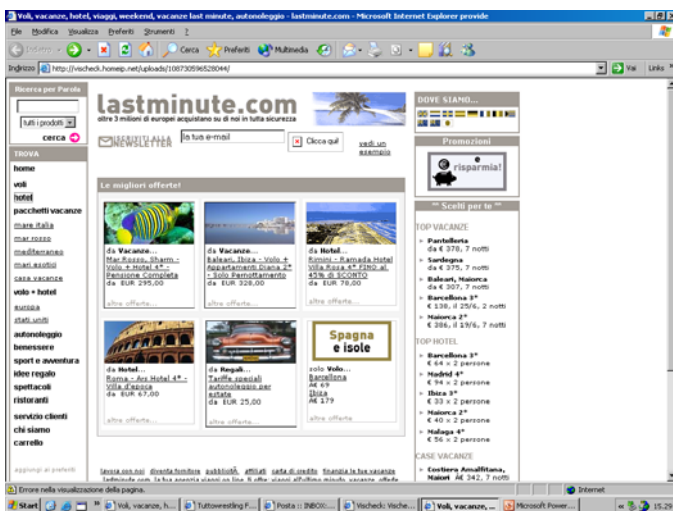 Voli, vacanze, hotel, viaggi, weekend, vacanze last minute, autonoleggio - lastminute.com - Microsoft Internet Explorer provide
File Modifica Visualizza Preferiti Strumenti ?
Indietro Cerca Preferiti Multimedia
Indirizzo http://vischeck.homeip.net/uploads/108730596528044/ Vai Links
Ricerca per Parola
tutti i prodotti
cerca
TROVA
home
voli
hotel
pacchetti vacanze
mare italia
mar rosso
mediterraneo
mari esotici
case vacanze
volo + hotel
europa
stati uniti
autonoleggio
benessere
sport e avventura
idee regalo
spettacoli
ristoranti
servizio clienti
chi siamo
carrello
aggiungi ai preferiti
lastminute.com
oltre 3 milioni di europei acquistano su di noi in tutta sicurezza
ISCRIVITI ALLA NEWSLETTER
la tua e-mail
Clicca qui!
vedi un esempio
Le migliori offerte!
da Vacanze...
Mar Rosso, Sharm -
Volo + Hotel 4* -
Pensione Completa
da EUR 295,00
altre offerte...
da Vacanze...
Baleari, Ibiza - Volo +
Appartamenti Diana 2*
- Solo Pernottamento
da EUR 328,00
altre offerte...
da Hotel...
Rimini - Ramada Hotel
Villa Rosa 4* FINO al
45% di SCONTO
da EUR 78,00
altre offerte...
da Hotel...
Roma - Ars Hotel 4* -
Villa d'epoca
da EUR 67,00
altre offerte...
da Regali...
Tariffe speciali
autonoleggio per
estate
da EUR 25,00
altre offerte...
Spagna
e isole
solo Volo...
Barcellona
Â€ 69
Ibiza
Â€ 179
altre offerte...
lavora con noi diventa fornitore pubblicitÃ affiliati carta di credito finanzia le tue vacanze
DOVE SIAMO...
Promozioni
e
risparmia!
** Scelti per te **
TOP VACANZE
Pantelleria
da € 378, 7 notti
Sardegna
da € 375, 7 notti
Baleari, Maiorca
da € 307, 7 notti
Barcellona 3*
€ 138, il 25/6, 2 notti
Maiorca 2*
€ 386, il 19/6, 7 notti
TOP HOTEL
Barcellona 3*
€ 64 x 2 persone
Madrid 4*
€ 94 x 2 persone
Ibiza 3*
€ 33 x 2 persone
Maiorca 2*
€ 40 x 2 persone
Malaga 4*
€ 56 x 2 persone
CASE VACANZE
Costiera Amalfitana,
Maiori Â€ 342, 7 notti
Errore nella visualizzazione della pagina. Internet
Start Voli, vacanze, h... Tuttowrestling F... Posta :: INBOX:... Vischeck: Vische... Voli, vacanze, ... Microsoft Power... 15.29